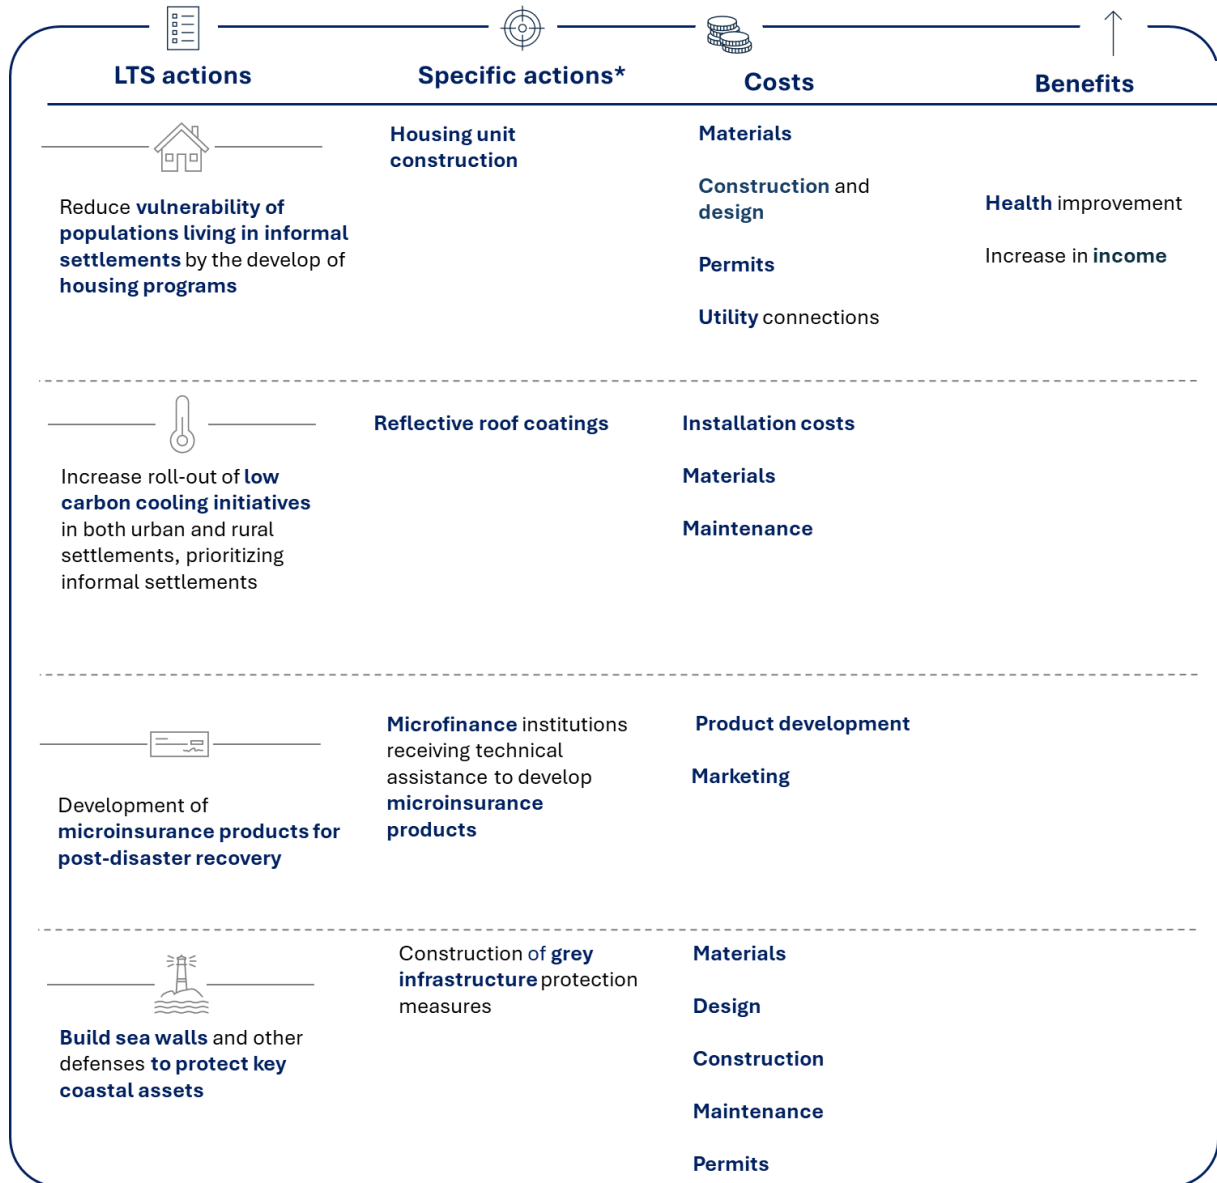 LTS actions
Specific actions*
Costs
Benefits
Reduce vulnerability of
populations living in informal
settlements by the develop of
housing programs
Housing unit
construction
Materials
Construction and
design
Permits
Utility connections
Health improvement
Increase in income
Increase roll-out of low
carbon cooling initiatives
in both urban and rural
settlements, prioritizing
informal settlements
Reflective roof coatings
Installation costs
Materials
Maintenance
Development of
microinsurance products for
post-disaster recovery
Microfinance institutions
receiving technical
assistance to develop
microinsurance
products
Product development
Marketing
Build sea walls and other
defenses to protect key
coastal assets
Construction of grey
infrastructure protection
measures
Materials
Design
Construction
Maintenance
Permits